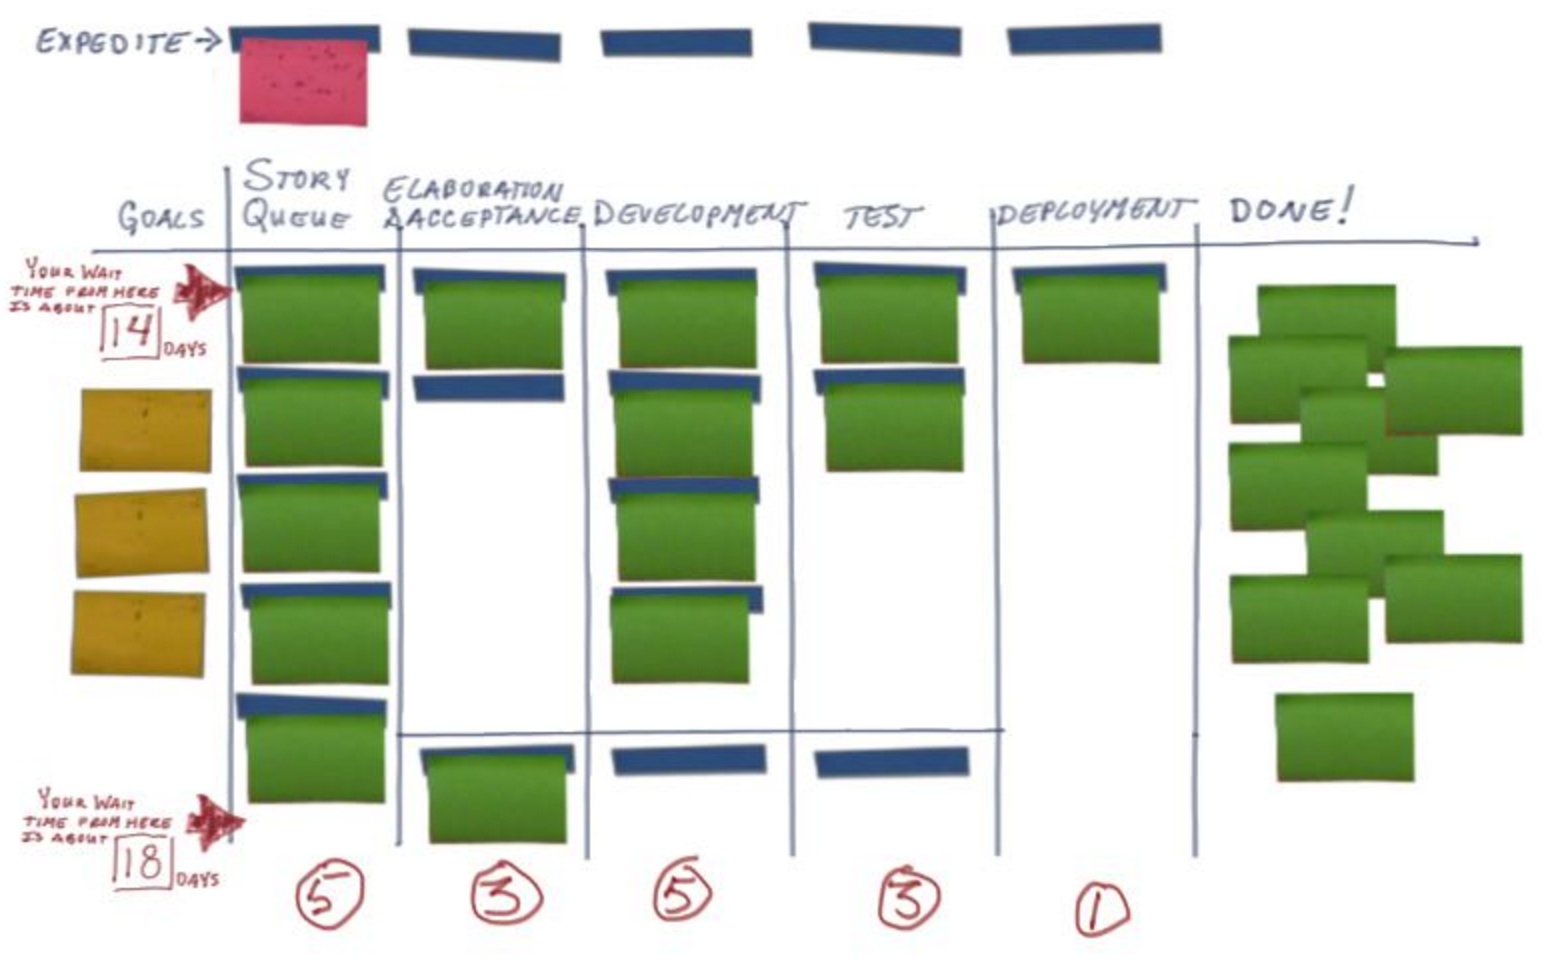 EXPEDITE →
STORY
QUEUE
GOALS
ELABORATION
& ACCEPTANCE
DEVELOPMENT
TEST
DEPLOYMENT
DONE!
YOUR WAIT
TIME FROM HERE
IS ABOUT
14
DAYS
YOUR WAIT
TIME FROM HERE
IS ABOUT
18
DAYS
5
3
5
3
1